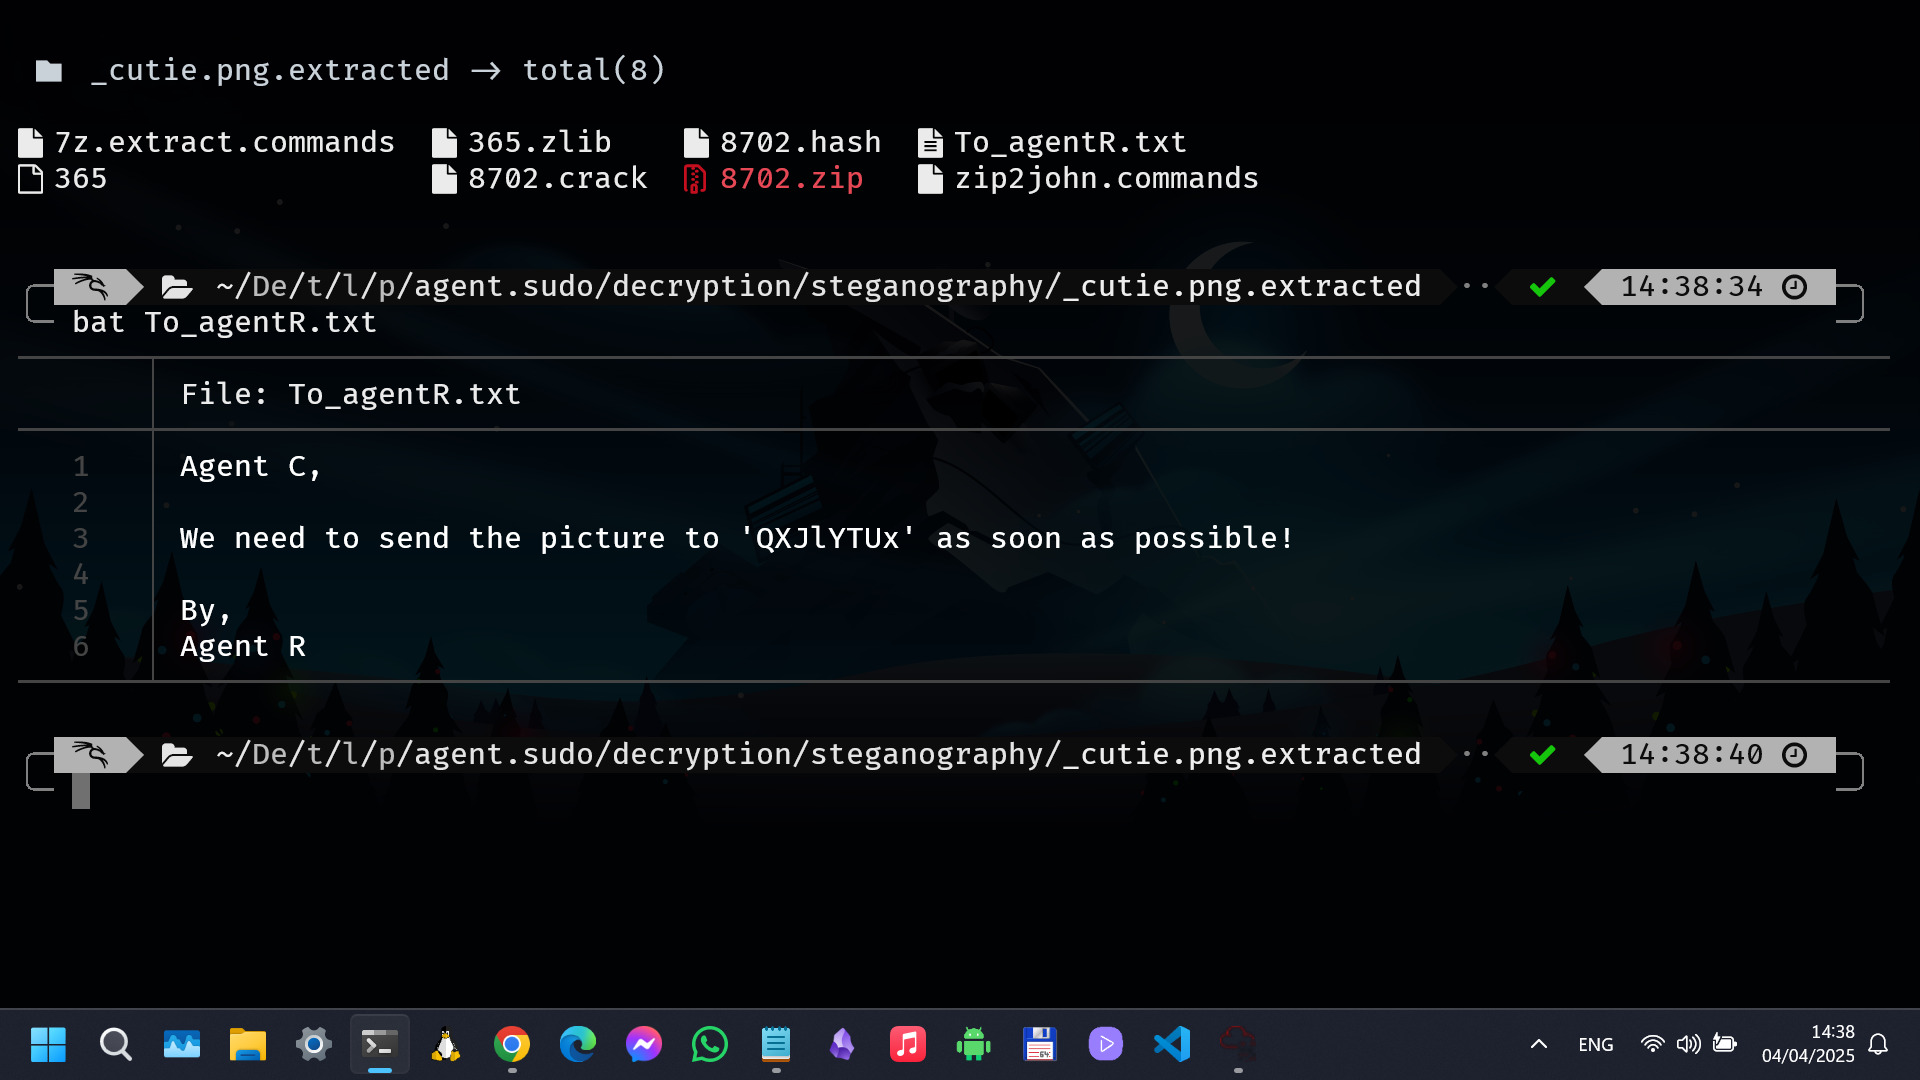 _cutie.png.extracted → total(8)
7z.extract.commands 365.zlib 8702.hash To_agentR.txt
365 8702.crack 8702.zip zip2john.commands
~/De/t/l/p/agent.sudo/decryption/steganography/_cutie.png.extracted ·· ✔ 14:38:34
bat To_agentR.txt
File: To_agentR.txt
1 Agent C,
2
3 We need to send the picture to 'QXJlYTUx' as soon as possible!
4
5 By,
6 Agent R
~/De/t/l/p/agent.sudo/decryption/steganography/_cutie.png.extracted ·· ✔ 14:38:40
64
ENG
14:38
04/04/2025